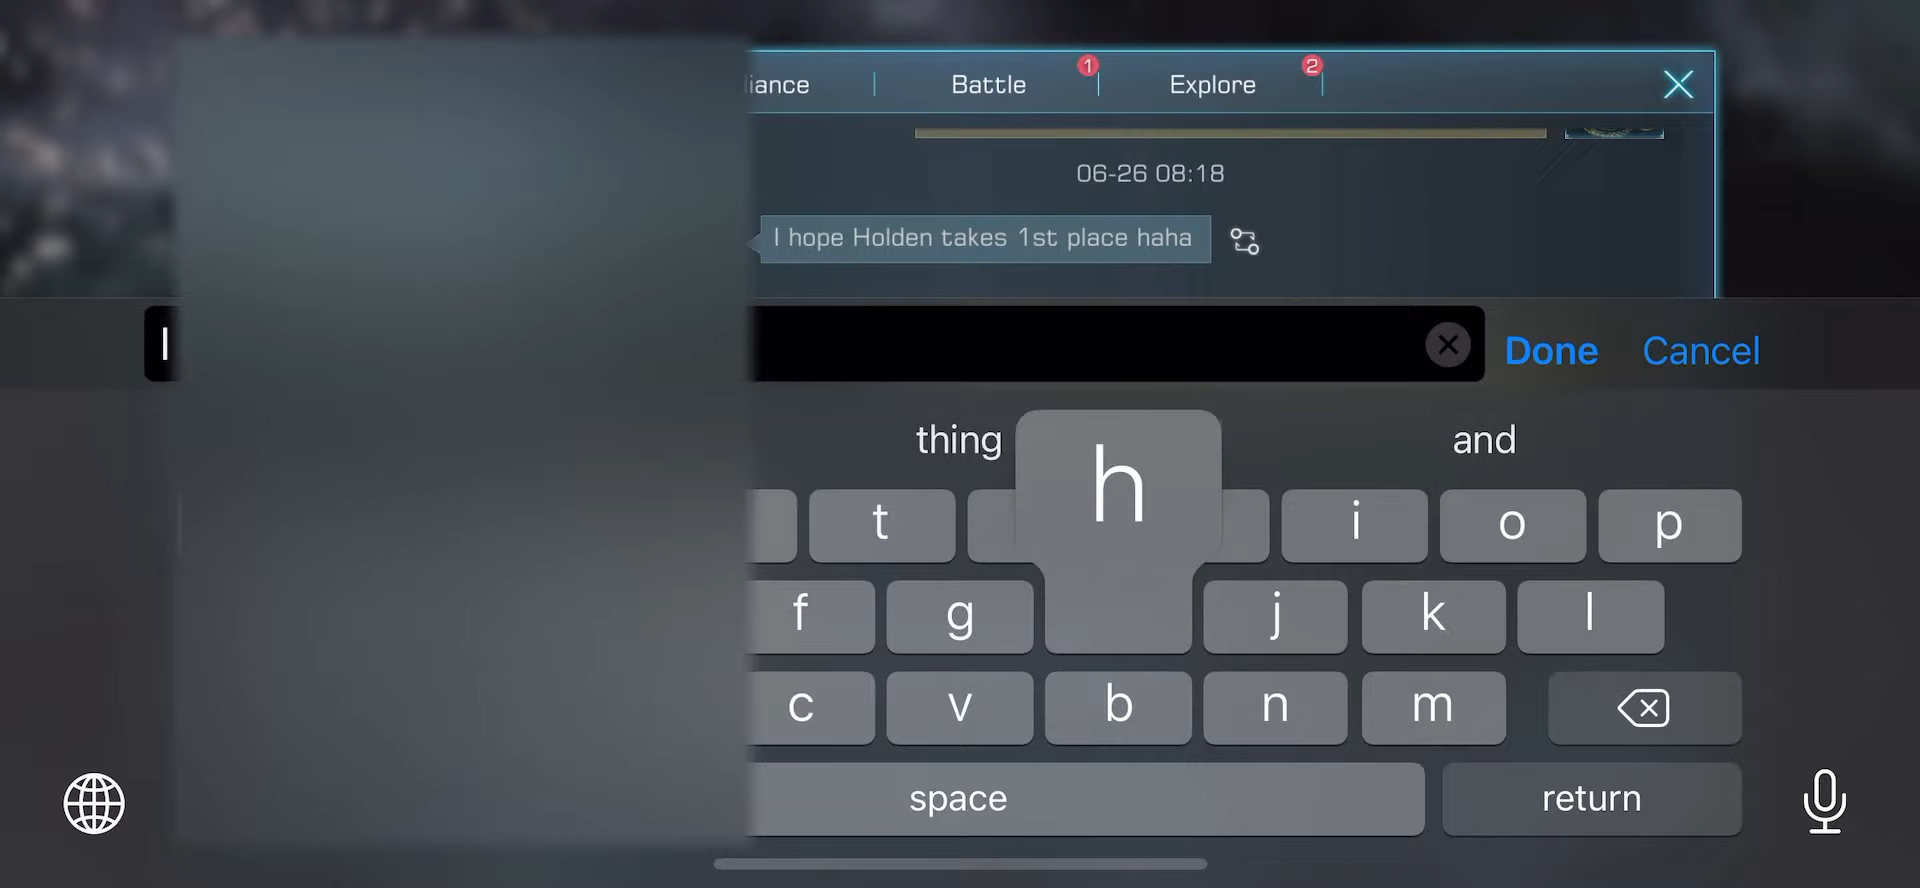 Battle
1
Explore
2
06-26 08:18
I hope Holden takes 1st place haha
I
Done
Cancel
thing
and
h
t
i
o
p
f
g
j
k
l
c
v
b
n
m
space
return